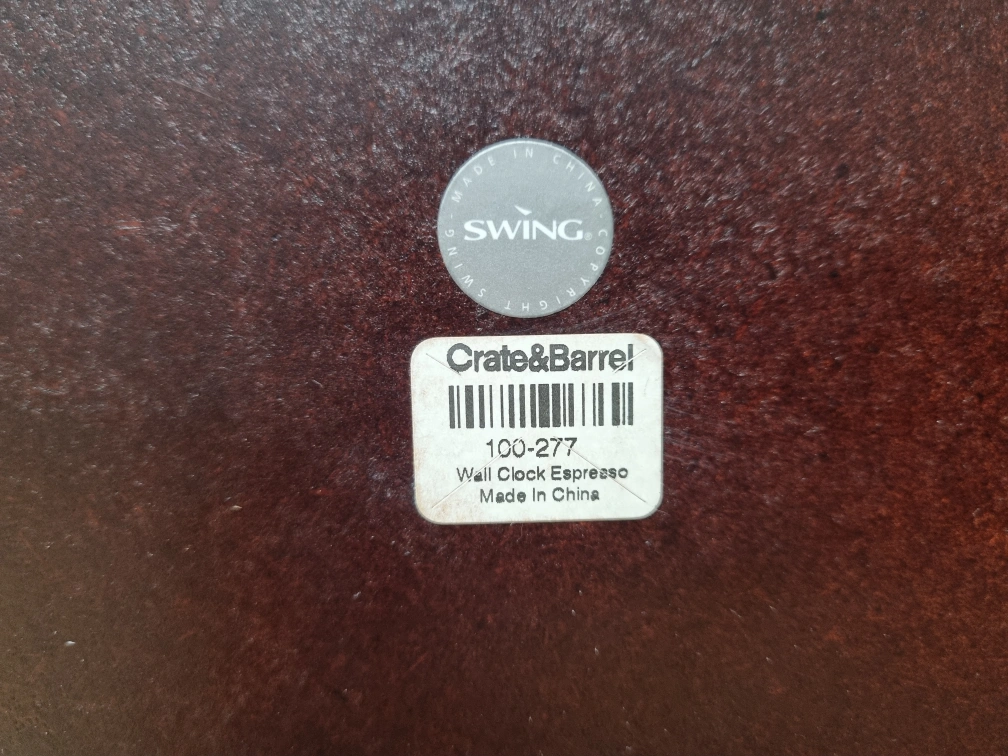 MADE IN CHINA - COPYRIGHT SWING -
SWING®
Crate&Barrel
100-277
Wall Clock Espresso
Made In China